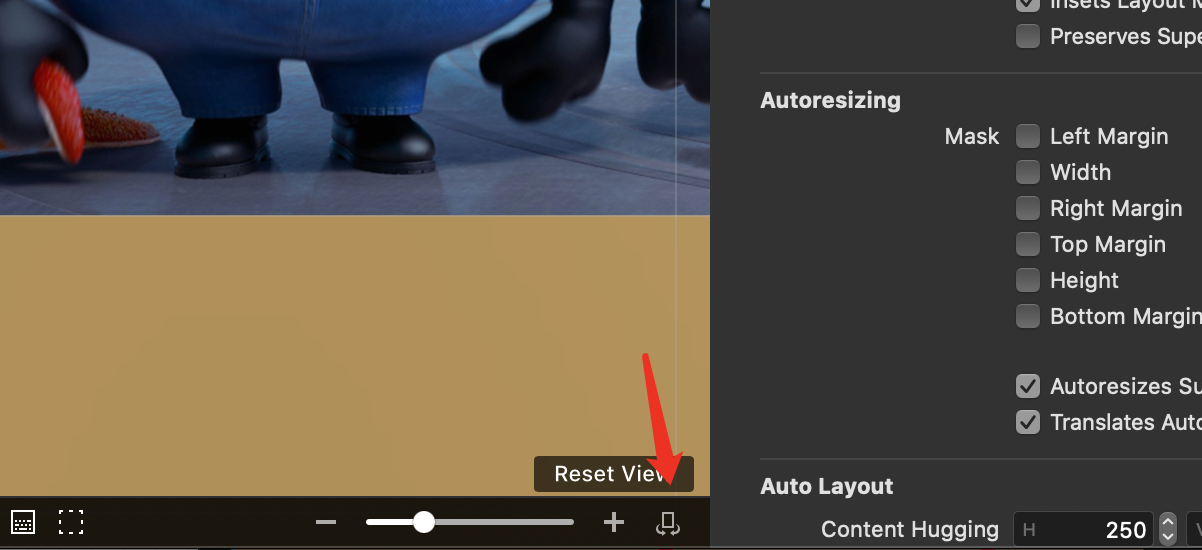 Insets Layout M
Preserves Supe
Autoresizing
Mask
Left Margin
Width
Right Margin
Top Margin
Height
Bottom Margin
Autoresizes Su
Translates Auto
Reset View
Auto Layout
Content Hugging
H
250
V